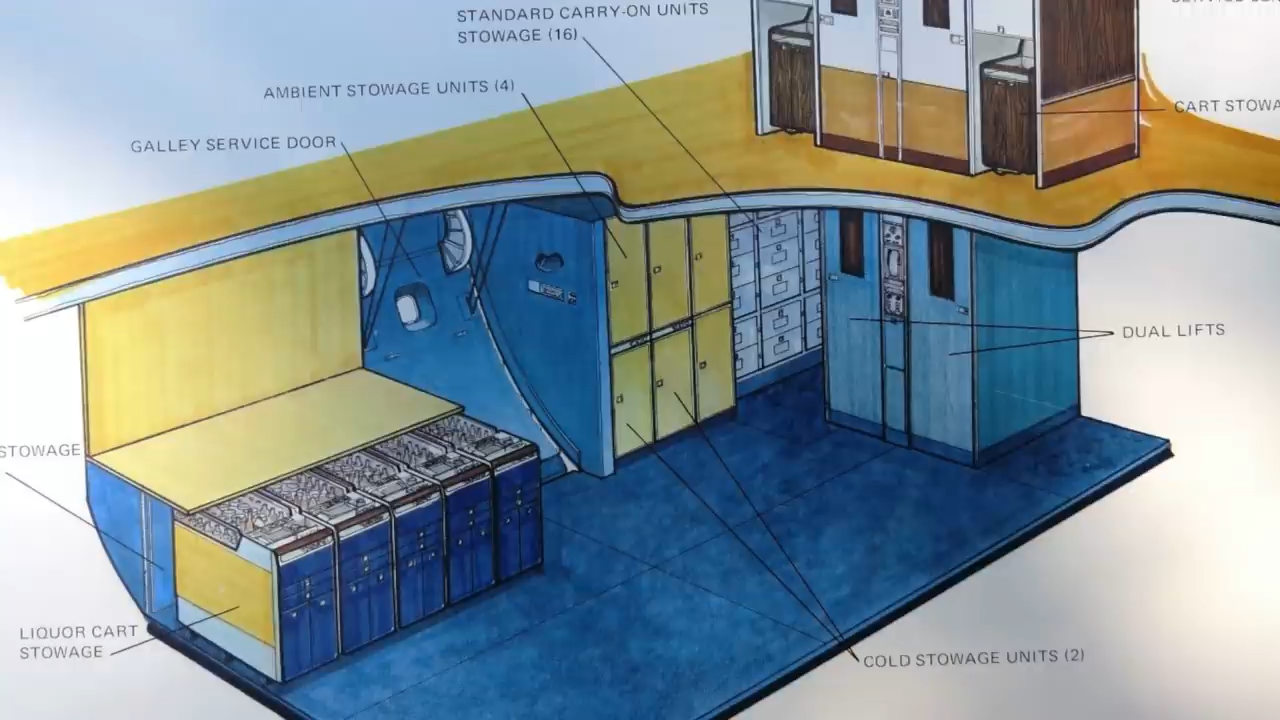 STANDARD CARRY-ON UNITS
STOWAGE (16)
AMBIENT STOWAGE UNITS (4)
GALLEY SERVICE DOOR
CART STOWA
DUAL LIFTS
STOWAGE
LIQUOR CART
STOWAGE
COLD STOWAGE UNITS (2)